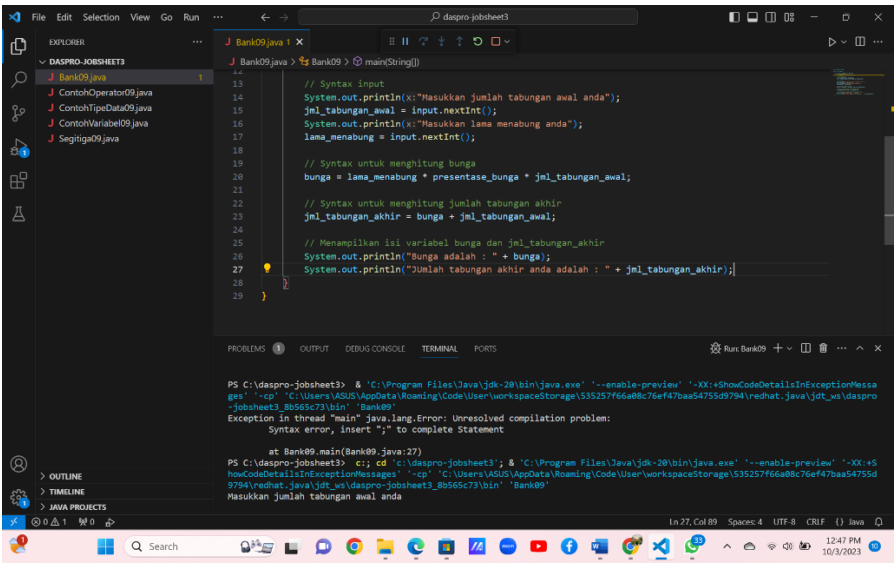 File Edit Selection View Go Run ··· daspro-jobsheet3
EXPLORER ···
DASPRO-JOBSHEET3
J Bank09.java 1
J ContohOperator09.java
J ContohTipeData09.java
J ContohVariabel09.java
J Segitiga09.java
OUTLINE
TIMELINE
JAVA PROJECTS
J Bank09.java 1 ×
J Bank09.java > Bank09 > main(String[])
12
13 // Syntax input
14 System.out.println(x:"Masukkan jumlah tabungan awal anda");
15 jml_tabungan_awal = input.nextInt();
16 System.out.println(x:"Masukkan lama menabung anda");
17 lama_menabung = input.nextInt();
18
19 // Syntax untuk menghitung bunga
20 bunga = lama_menabung * presentase_bunga * jml_tabungan_awal;
21
22 // Syntax untuk menghitung jumlah tabungan akhir
23 jml_tabungan_akhir = bunga + jml_tabungan_awal;
24
25 // Menampilkan isi variabel bunga dan jml_tabungan_akhir
26 System.out.println("Bunga adalah : " + bunga);
27 System.out.println("JUmlah tabungan akhir anda adalah : " + jml_tabungan_akhir);
28 }
29 }
PROBLEMS 1 OUTPUT DEBUG CONSOLE TERMINAL PORTS Run: Bank09
PS C:\daspro-jobsheet3> & 'C:\Program Files\Java\jdk-20\bin\java.exe' '--enable-preview' '-XX:+ShowCodeDetailsInExceptionMessa
ges' '-cp' 'C:\Users\ASUS\AppData\Roaming\Code\User\workspaceStorage\535257f66a08c76ef47baa54755d9794\redhat.java\jdt_ws\daspro
-jobsheet3_8b565c73\bin' 'Bank09'
Exception in thread "main" java.lang.Error: Unresolved compilation problem:
Syntax error, insert ";" to complete Statement
at Bank09.main(Bank09.java:27)
PS C:\daspro-jobsheet3> c:; cd 'c:\daspro-jobsheet3'; & 'C:\Program Files\Java\jdk-20\bin\java.exe' '--enable-preview' '-XX:+S
howCodeDetailsInExceptionMessages' '-cp' 'C:\Users\ASUS\AppData\Roaming\Code\User\workspaceStorage\535257f66a08c76ef47baa54755d
9794\redhat.java\jdt_ws\daspro-jobsheet3_8b565c73\bin' 'Bank09'
Masukkan jumlah tabungan awal anda
0 1 0 Ln 27, Col 89 Spaces: 4 UTF-8 CRLF {} Java
Search 33 12:47 PM
10/3/2023 10